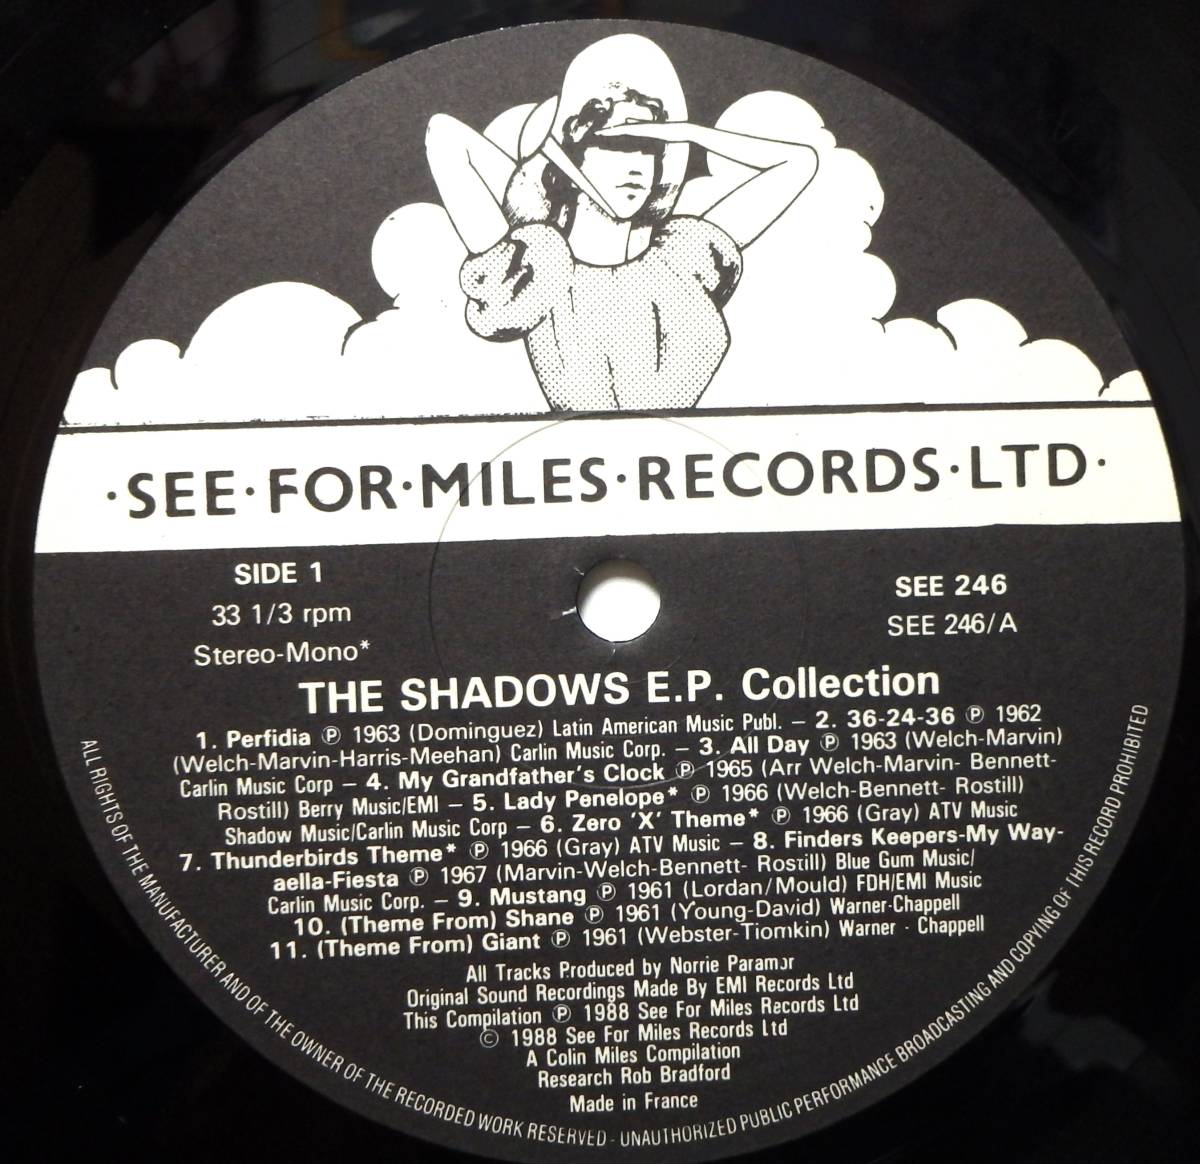 ·SEE·FOR·MILES·RECORDS·LTD·
SIDE 1
33 1/3 rpm
Stereo-Mono*
SEE 246
SEE 246/A
THE SHADOWS E.P. Collection
1. Perfidia Ⓟ 1963 (Dominguez) Latin American Music Publ. – 2. 36-24-36 Ⓟ 1962
(Welch-Marvin-Harris-Meehan) Carlin Music Corp. – 3. All Day Ⓟ 1963 (Welch-Marvin)
Carlin Music Corp – 4. My Grandfather's Clock Ⓟ 1965 (Arr Welch-Marvin- Bennett-
Rostill) Berry Music/EMI – 5. Lady Penelope* Ⓟ 1966 (Welch-Bennett- Rostill)
Shadow Music/Carlin Music Corp – 6. Zero 'X' Theme* Ⓟ 1966 (Gray) ATV Music
7. Thunderbirds Theme* Ⓟ 1966 (Gray) ATV Music – 8. Finders Keepers-My Way-
aella-Fiesta Ⓟ 1967 (Marvin-Welch-Bennett- Rostill) Blue Gum Music/
Carlin Music Corp. – 9. Mustang Ⓟ 1961 (Lordan/Mould) FDH/EMI Music
10. (Theme From) Shane Ⓟ 1961 (Young-David) Warner-Chappell
11. (Theme From) Giant Ⓟ 1961 (Webster-Tiomkin) Warner - Chappell
All Tracks Produced by Norrie Paramor
Original Sound Recordings Made By EMI Records Ltd
This Compilation Ⓟ 1988 See For Miles Records Ltd
© 1988 See For Miles Records Ltd
A Colin Miles Compilation
Research Rob Bradford
Made in France
ALL RIGHTS OF THE MANUFACTURER AND OF THE OWNER OF THE RECORDED WORK RESERVED - UNAUTHORIZED PUBLIC PERFORMANCE BROADCASTING AND COPYING OF THIS RECORD PROHIBITED